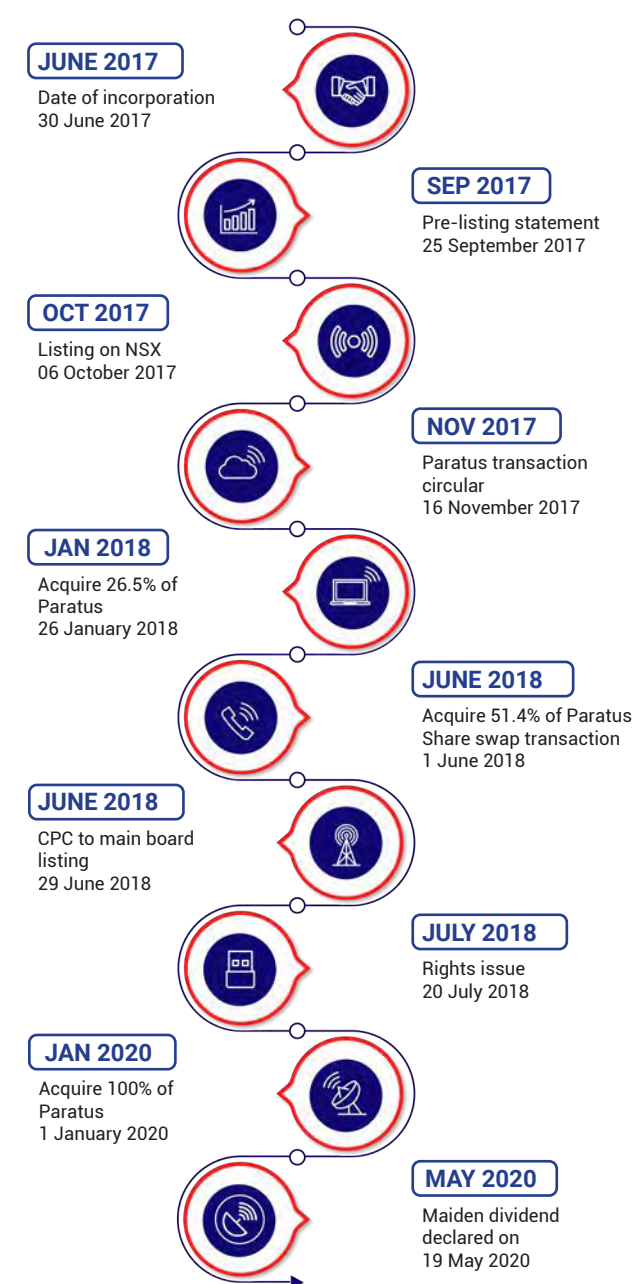 JUNE 2017
Date of incorporation
30 June 2017
SEP 2017
Pre-listing statement
25 September 2017
OCT 2017
Listing on NSX
06 October 2017
NOV 2017
Paratus transaction
circular
16 November 2017
JAN 2018
Acquire 26.5% of
Paratus
26 January 2018
JUNE 2018
Acquire 51.4% of Paratus
Share swap transaction
1 June 2018
JUNE 2018
CPC to main board
listing
29 June 2018
JULY 2018
Rights issue
20 July 2018
JAN 2020
Acquire 100% of
Paratus
1 January 2020
MAY 2020
Maiden dividend
declared on
19 May 2020